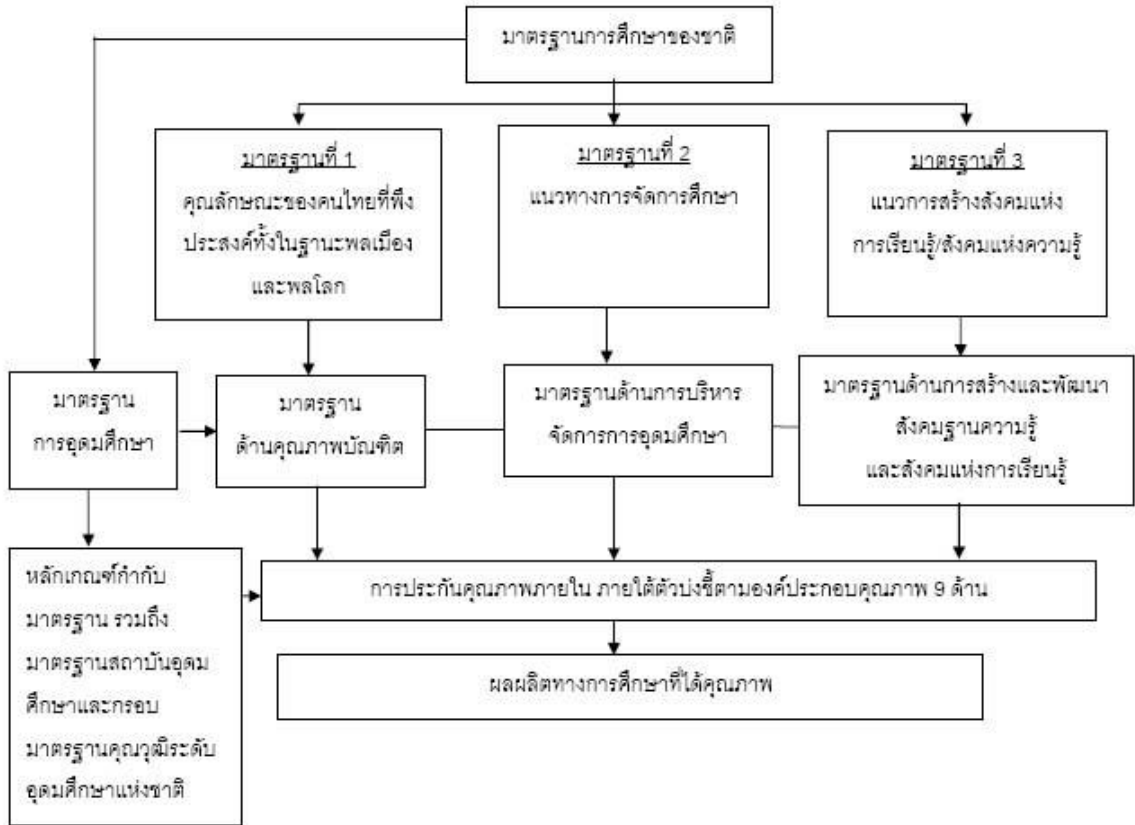 มาตรฐานการศึกษาของชาติ
มาตรฐานที่ 1
คุณลักษณะของคนไทยที่พึง
ประสงค์ทั้งในฐานะพลเมือง
และพลโลก
มาตรฐานที่ 2
แนวทางการจัดการศึกษา
มาตรฐานที่ 3
แนวการสร้างสังคมแห่ง
การเรียนรู้/สังคมแห่งความรู้
มาตรฐาน
การอุดมศึกษา
มาตรฐาน
ด้านคุณภาพบัณฑิต
มาตรฐานด้านการบริหาร
จัดการการอุดมศึกษา
มาตรฐานด้านการสร้างและพัฒนา
สังคมฐานความรู้
และสังคมแห่งการเรียนรู้
หลักเกณฑ์กำกับ
มาตรฐาน รวมถึง
มาตรฐานสถาบันอุดม
ศึกษาและกรอบ
มาตรฐานคุณวุฒิระดับ
อุดมศึกษาแห่งชาติ
การประกันคุณภาพภายใน ภายใต้ตัวบ่งชี้ตามองค์ประกอบคุณภาพ 9 ด้าน
ผลผลิตทางการศึกษาที่ได้คุณภาพ